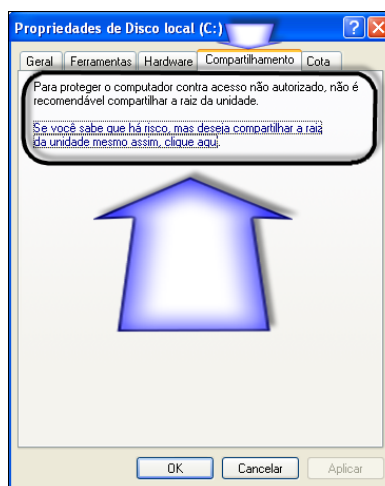 Propriedades de Disco local (C:)
Geral Ferramentas Hardware Compartilhamento Cota
Para proteger o computador contra acesso não autorizado, não é
recomendável compartilhar a raiz da unidade.
Se você sabe que há risco, mas deseja compartilhar a raiz
da unidade mesmo assim, clique aqui.
OK Cancelar Aplicar